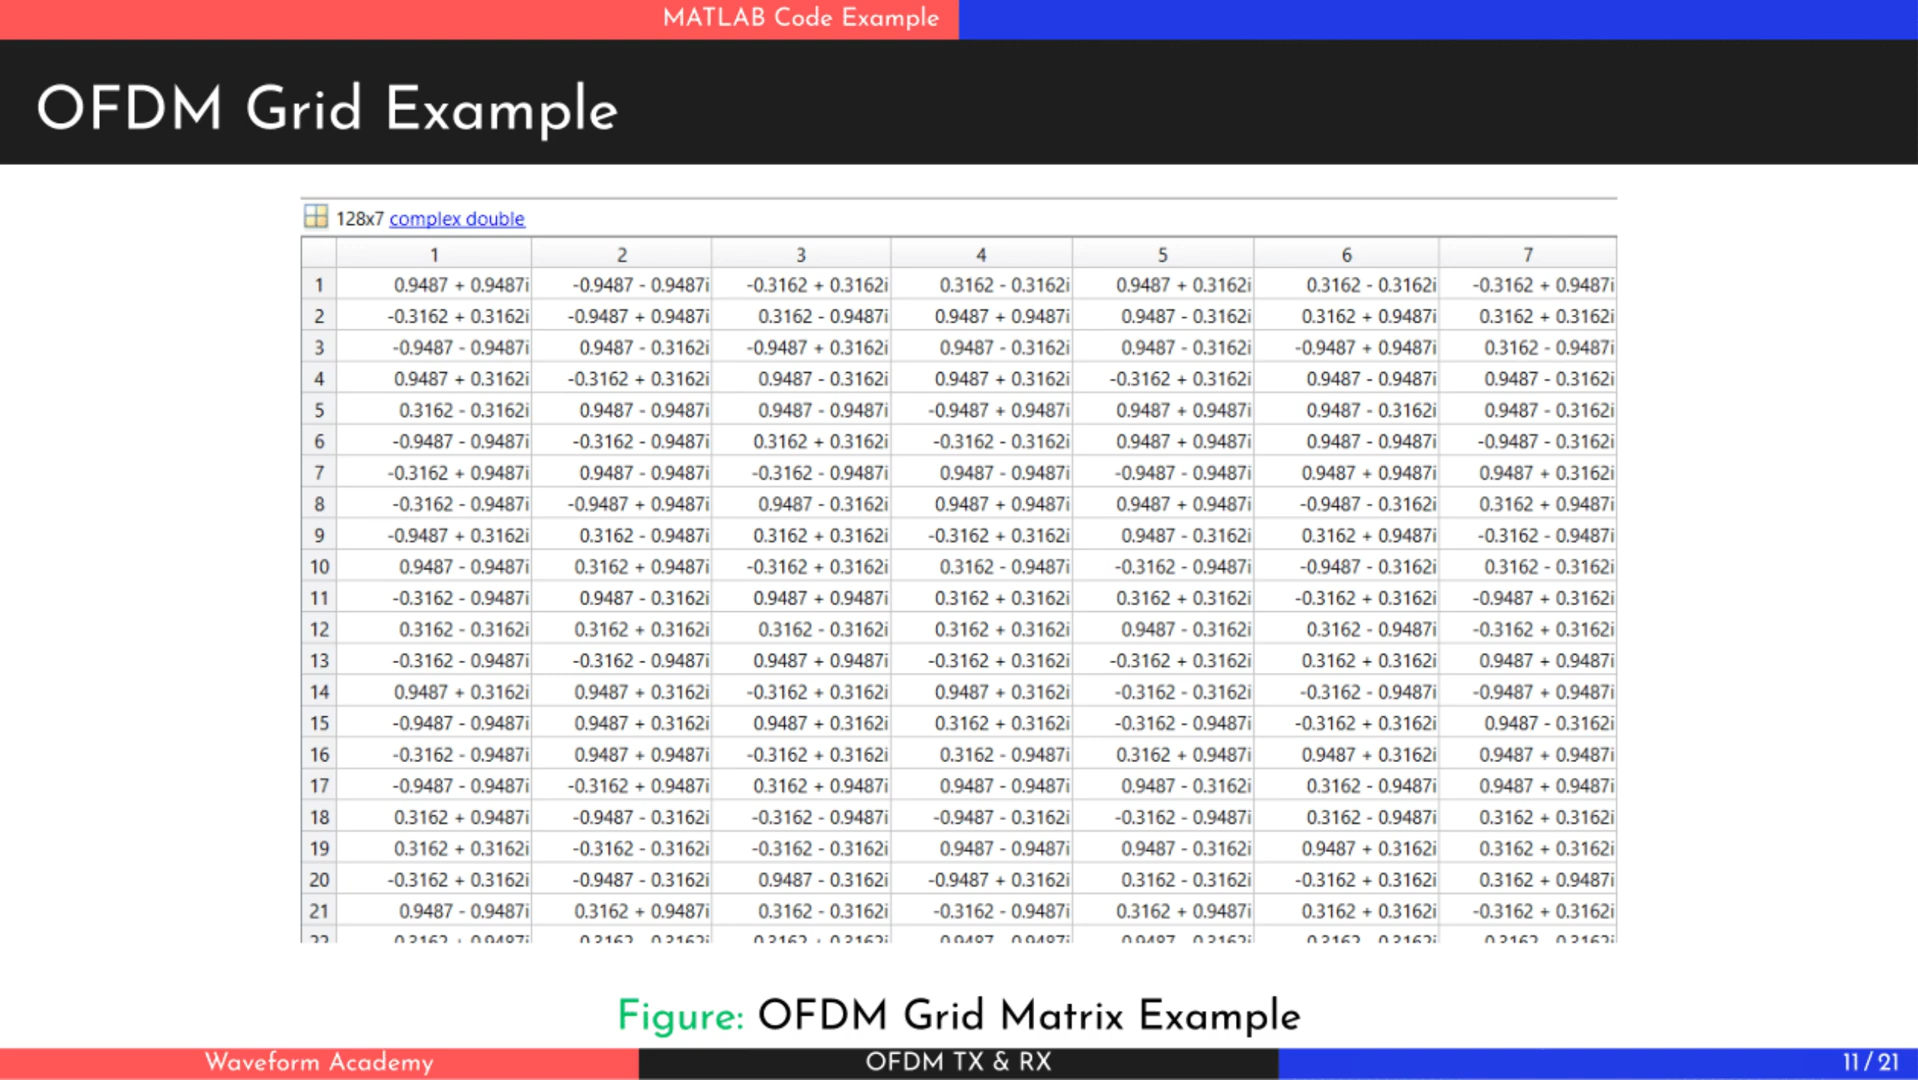 MATLAB Code Example
OFDM Grid Example
128x7 complex double
1 2 3 4 5 6 7
1 0.9487 + 0.9487i -0.9487 - 0.9487i -0.3162 + 0.3162i 0.3162 - 0.3162i 0.9487 + 0.3162i 0.3162 - 0.3162i -0.3162 + 0.9487i
2 -0.3162 + 0.3162i -0.9487 + 0.9487i 0.3162 - 0.9487i 0.9487 + 0.9487i 0.9487 - 0.3162i 0.3162 + 0.9487i 0.3162 + 0.3162i
3 -0.9487 - 0.9487i 0.9487 - 0.3162i -0.9487 + 0.3162i 0.9487 - 0.3162i 0.9487 - 0.3162i -0.9487 + 0.9487i 0.3162 - 0.9487i
4 0.9487 + 0.3162i -0.3162 + 0.3162i 0.9487 - 0.3162i 0.9487 + 0.3162i -0.3162 + 0.3162i 0.9487 - 0.9487i 0.9487 - 0.3162i
5 0.3162 - 0.3162i 0.9487 - 0.9487i 0.9487 - 0.9487i -0.9487 + 0.9487i 0.9487 + 0.9487i 0.9487 - 0.3162i 0.9487 - 0.3162i
6 -0.9487 - 0.9487i -0.3162 - 0.9487i 0.3162 + 0.3162i -0.3162 - 0.3162i 0.9487 + 0.9487i 0.9487 - 0.9487i -0.9487 - 0.3162i
7 -0.3162 + 0.9487i 0.9487 - 0.9487i -0.3162 - 0.9487i 0.9487 - 0.9487i -0.9487 - 0.9487i 0.9487 + 0.9487i 0.9487 + 0.3162i
8 -0.3162 - 0.9487i -0.9487 + 0.9487i 0.9487 - 0.3162i 0.9487 + 0.9487i 0.9487 + 0.9487i -0.9487 - 0.3162i 0.3162 + 0.9487i
9 -0.9487 + 0.3162i 0.3162 - 0.9487i 0.3162 + 0.3162i -0.3162 + 0.3162i 0.9487 - 0.3162i 0.3162 + 0.9487i -0.3162 - 0.9487i
10 0.9487 - 0.9487i 0.3162 + 0.9487i -0.3162 + 0.3162i 0.3162 - 0.9487i -0.3162 - 0.9487i -0.9487 - 0.3162i 0.3162 - 0.3162i
11 -0.3162 - 0.9487i 0.9487 - 0.3162i 0.9487 + 0.9487i 0.3162 + 0.3162i 0.3162 + 0.3162i -0.3162 + 0.3162i -0.9487 + 0.3162i
12 0.3162 - 0.3162i 0.3162 + 0.3162i 0.3162 - 0.3162i 0.3162 + 0.3162i 0.9487 - 0.3162i 0.3162 - 0.9487i -0.3162 + 0.3162i
13 -0.3162 - 0.9487i -0.3162 - 0.9487i 0.9487 + 0.9487i -0.3162 + 0.3162i -0.3162 + 0.3162i 0.3162 + 0.3162i 0.9487 + 0.9487i
14 0.9487 + 0.3162i 0.9487 + 0.3162i -0.3162 + 0.3162i 0.9487 + 0.3162i -0.3162 - 0.3162i -0.3162 - 0.9487i -0.9487 + 0.9487i
15 -0.9487 - 0.9487i 0.9487 + 0.3162i 0.9487 + 0.3162i 0.3162 + 0.3162i -0.3162 - 0.9487i -0.3162 + 0.3162i 0.9487 - 0.3162i
16 -0.3162 - 0.9487i 0.9487 + 0.9487i -0.3162 + 0.3162i 0.3162 - 0.9487i 0.3162 + 0.9487i 0.9487 + 0.3162i 0.9487 + 0.9487i
17 -0.9487 - 0.9487i -0.3162 + 0.9487i 0.3162 + 0.9487i 0.9487 - 0.9487i 0.9487 - 0.3162i 0.3162 - 0.9487i 0.9487 + 0.9487i
18 0.3162 + 0.9487i -0.9487 - 0.3162i -0.3162 - 0.9487i -0.9487 - 0.3162i -0.3162 - 0.9487i 0.3162 - 0.9487i 0.3162 + 0.3162i
19 0.3162 + 0.3162i -0.3162 - 0.3162i -0.3162 - 0.3162i 0.9487 - 0.9487i 0.9487 - 0.3162i 0.9487 + 0.3162i 0.3162 + 0.3162i
20 -0.3162 + 0.3162i -0.9487 - 0.3162i 0.9487 - 0.3162i -0.9487 + 0.3162i 0.3162 - 0.3162i -0.3162 + 0.3162i 0.3162 + 0.9487i
21 0.9487 - 0.9487i 0.3162 + 0.9487i 0.3162 - 0.3162i -0.3162 - 0.9487i 0.3162 + 0.9487i 0.3162 + 0.3162i -0.3162 + 0.3162i
Figure: OFDM Grid Matrix Example
Waveform Academy
OFDM TX & RX
11 / 21